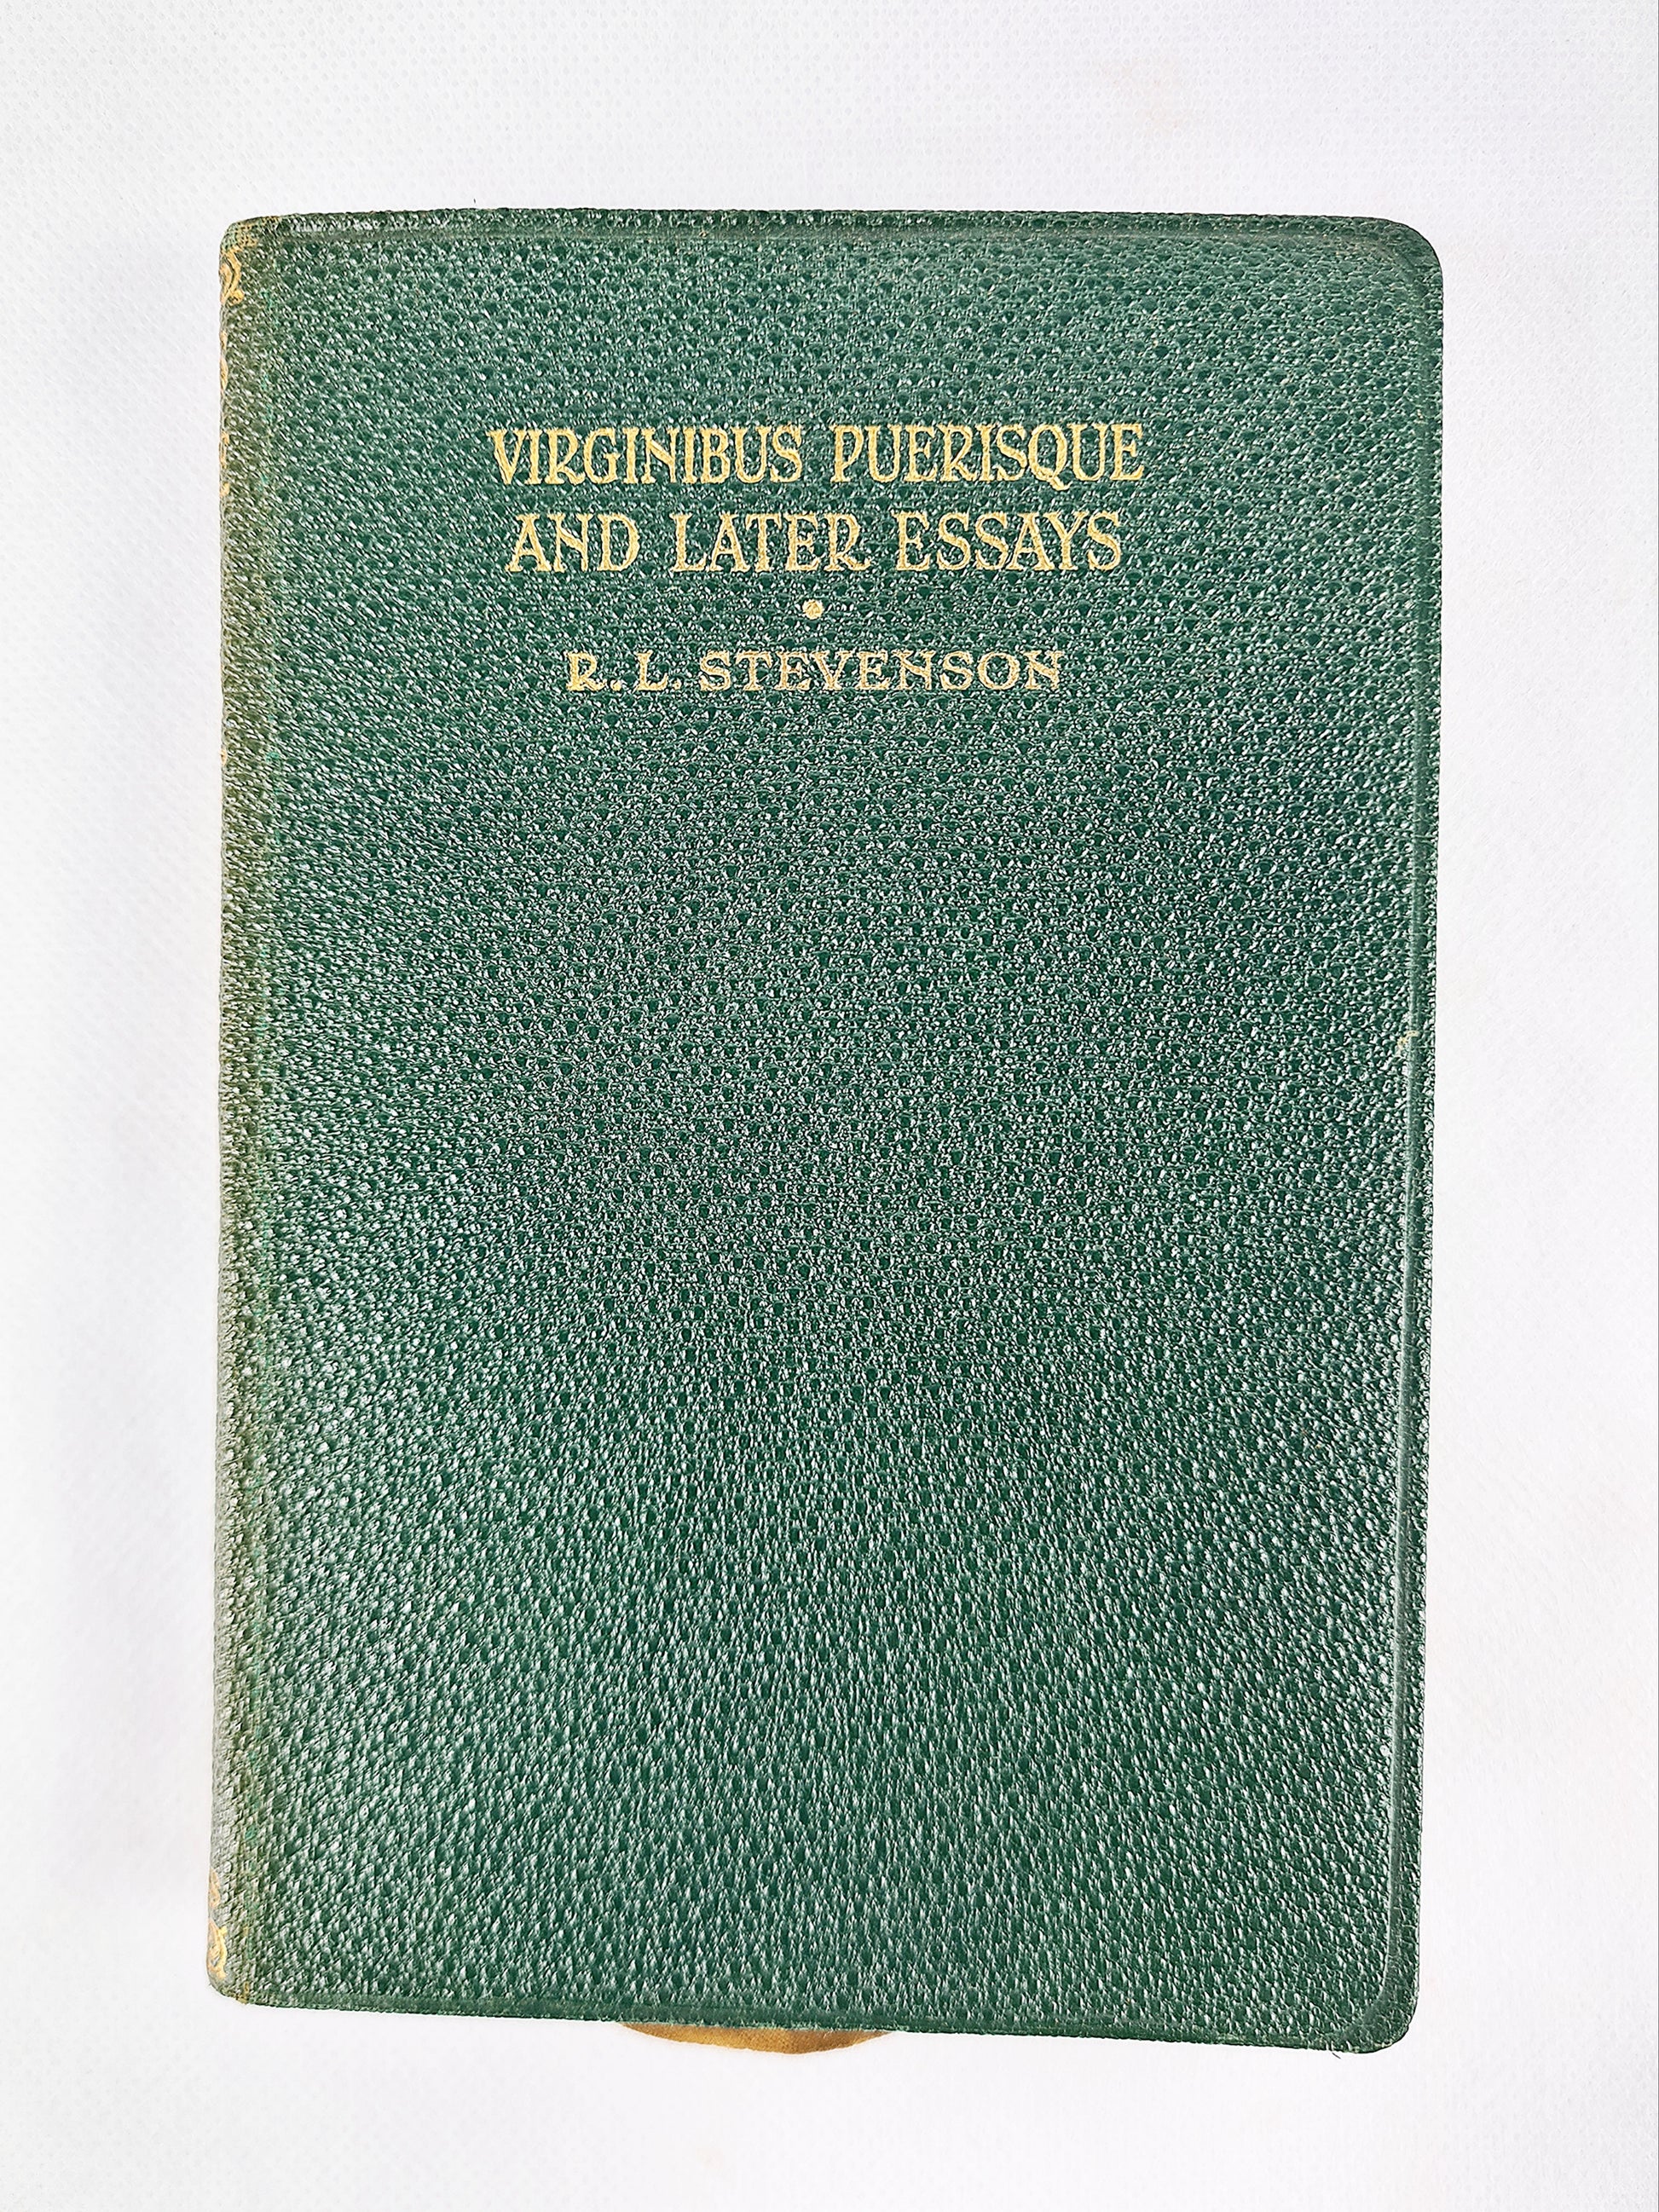 VIRGINIBUS PUERISQUE
AND LATER ESSAYS
R. L. STEVENSON